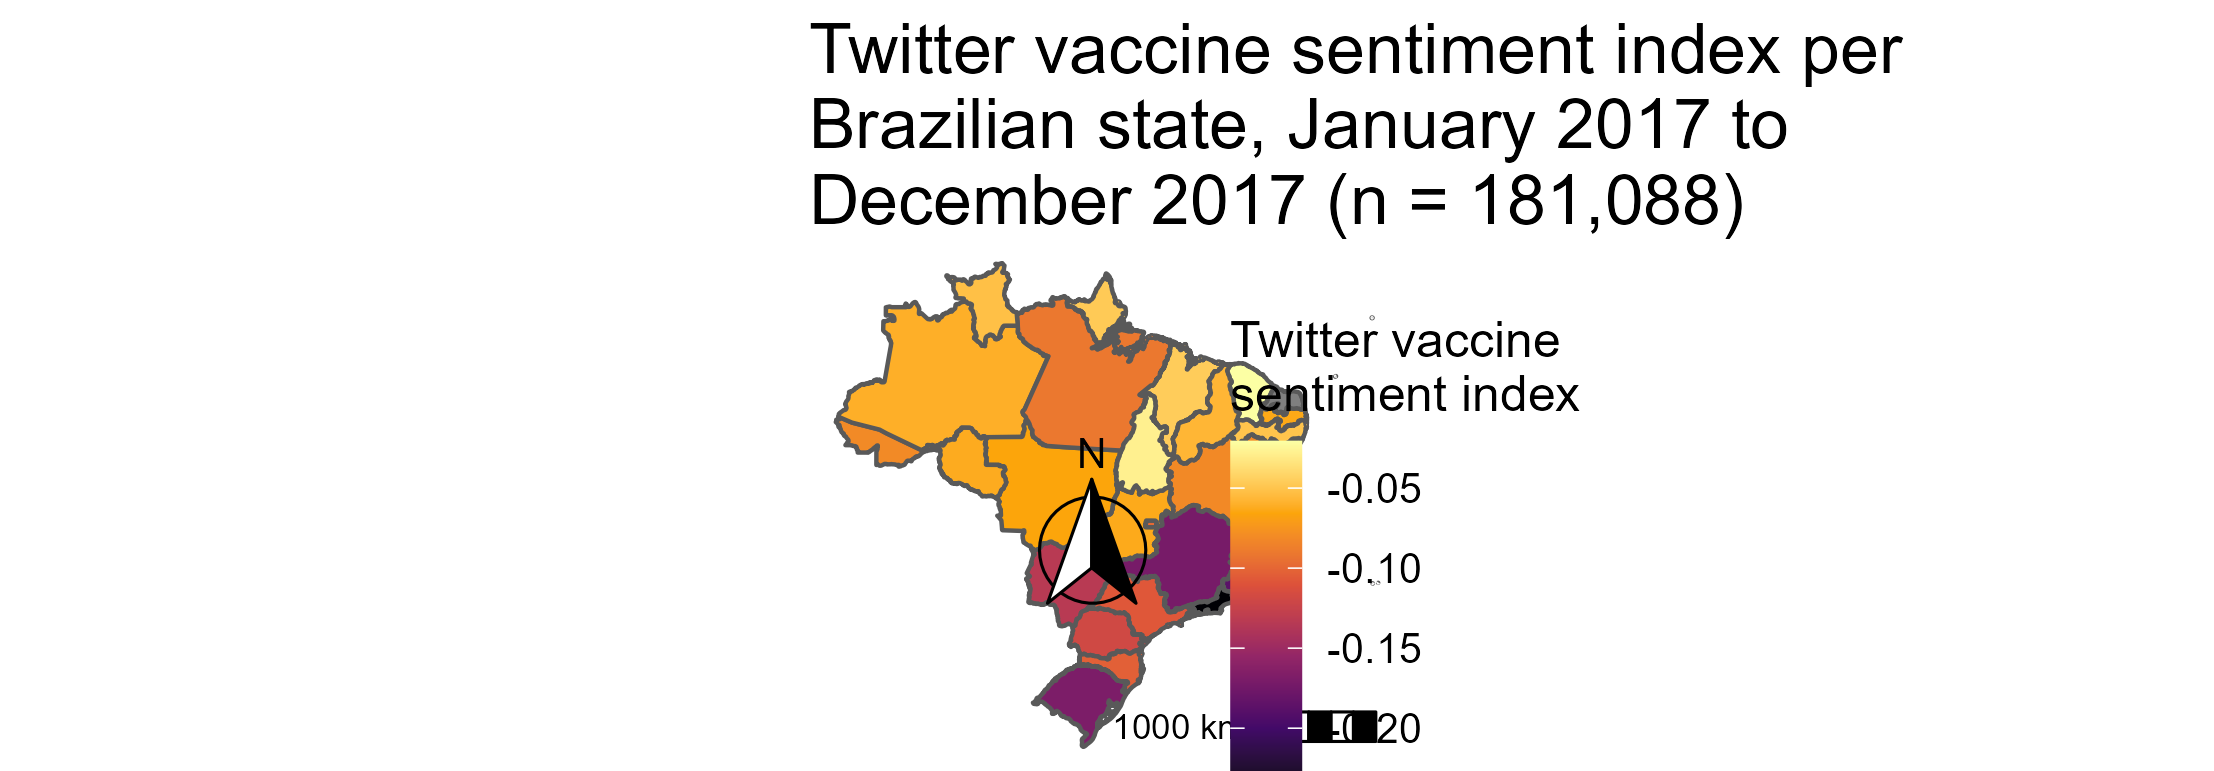 Twitter vaccine sentiment index per
Brazilian state, January 2017 to
December 2017 (n = 181,088)
Twitter vaccine
sentiment index
N
-0.05
-0.10
-0.15
1000 km
-0.20